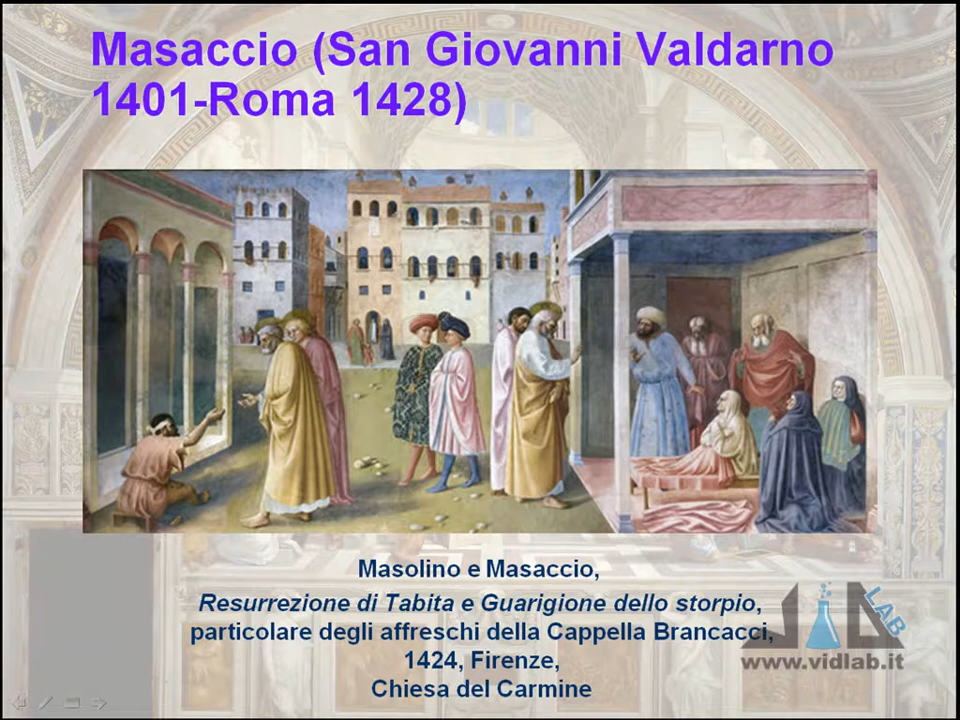 Masaccio (San Giovanni Valdarno
1401-Roma 1428)
Masolino e Masaccio,
Resurrezione di Tabita e Guarigione dello storpio,
particolare degli affreschi della Cappella Brancacci,
1424, Firenze,
Chiesa del Carmine
LAB
www.vidlab.it